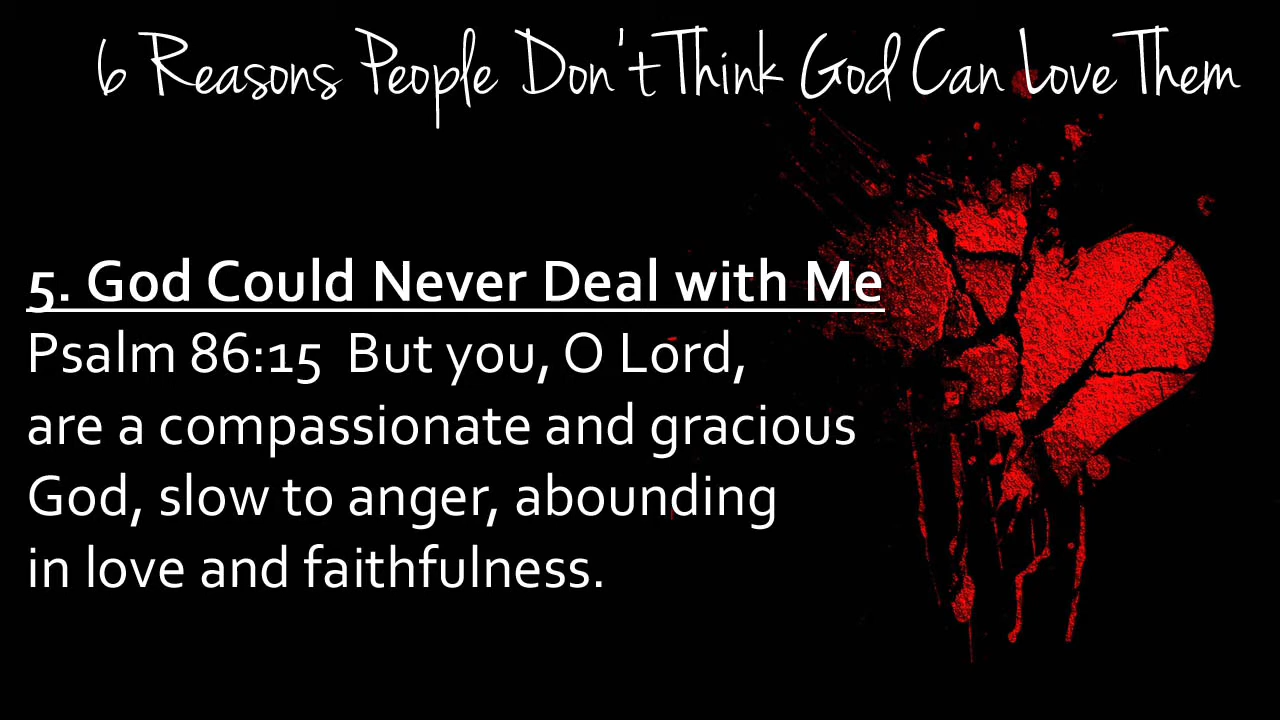 6 Reasons People Don't Think God Can Love Them
5. God Could Never Deal with Me
Psalm 86:15  But you, O Lord,
are a compassionate and gracious
God, slow to anger, abounding
in love and faithfulness.